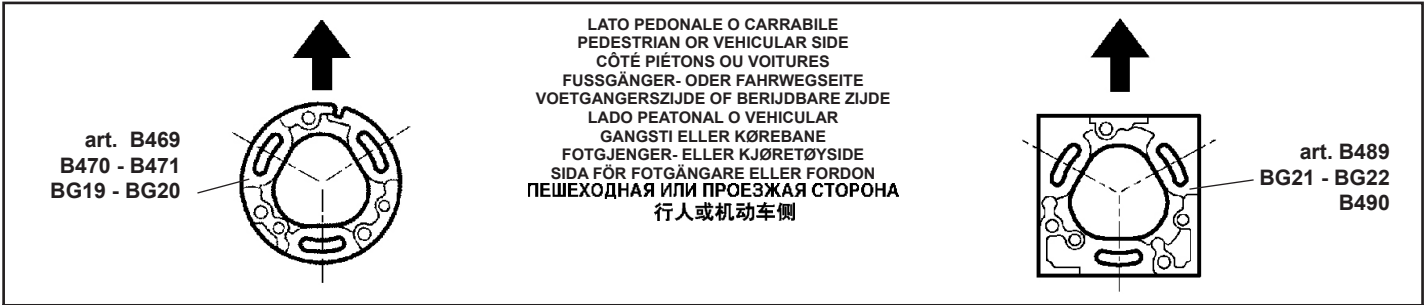 art. B469
B470 - B471
BG19 - BG20
LATO PEDONALE O CARRABILE
PEDESTRIAN OR VEHICULAR SIDE
CÔTÉ PIÉTONS OU VOITURES
FUSSGÄNGER- ODER FAHRWEGSEITE
VOETGANGERSZIJDE OF BERIJDBARE ZIJDE
LADO PEATONAL O VEHICULAR
GANGSTI ELLER KØREBANE
FOTGJENGER- ELLER KJØRETØYSIDE
SIDA FÖR FOTGÄNGARE ELLER FORDON
ПЕШЕХОДНАЯ ИЛИ ПРОЕЗЖАЯ СТОРОНА
行人或机动车侧
art. B489
BG21 - BG22
B490